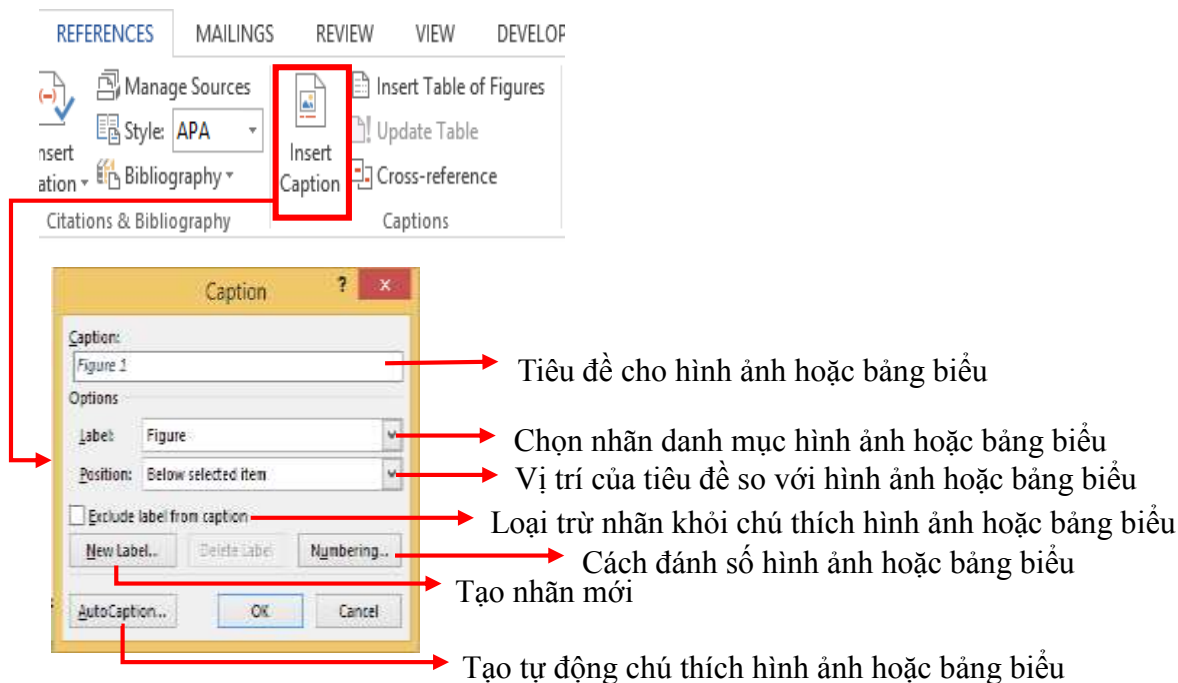 REFERENCES MAILINGS REVIEW VIEW DEVELOP
Manage Sources
Style: APA
nsert
ation
Bibliography
Citations & Bibliography
Insert
Caption
Insert Table of Figures
Update Table
Cross-reference
Captions
Caption ? x
Caption:
Figure 1
Tiêu đề cho hình ảnh hoặc bảng biểu
Options
Label: Figure
Chọn nhãn danh mục hình ảnh hoặc bảng biểu
Position: Below selected item
Vị trí của tiêu đề so với hình ảnh hoặc bảng biểu
Exclude label from caption
Loại trừ nhãn khỏi chú thích hình ảnh hoặc bảng biểu
New Label... Delete Label Numbering...
Cách đánh số hình ảnh hoặc bảng biểu
Tạo nhãn mới
AutoCaption... OK Cancel
Tạo tự động chú thích hình ảnh hoặc bảng biểu